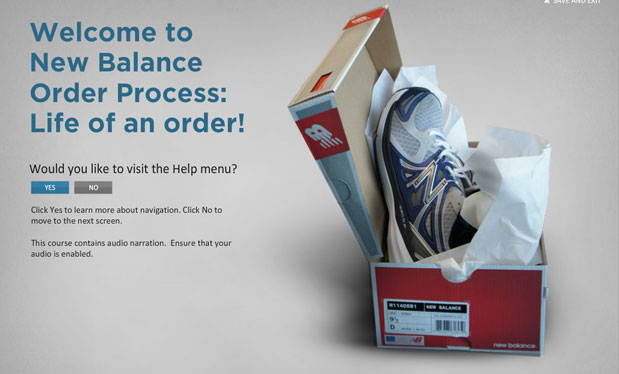 SAVE AND EXIT
Welcome to
New Balance
Order Process:
Life of an order!
Would you like to visit the Help menu?
YES NO
Click Yes to learn more about navigation. Click No to
move to the next screen.
This course contains audio narration. Ensure that your
audio is enabled.
NEW BALANCE
9½
D
new balance